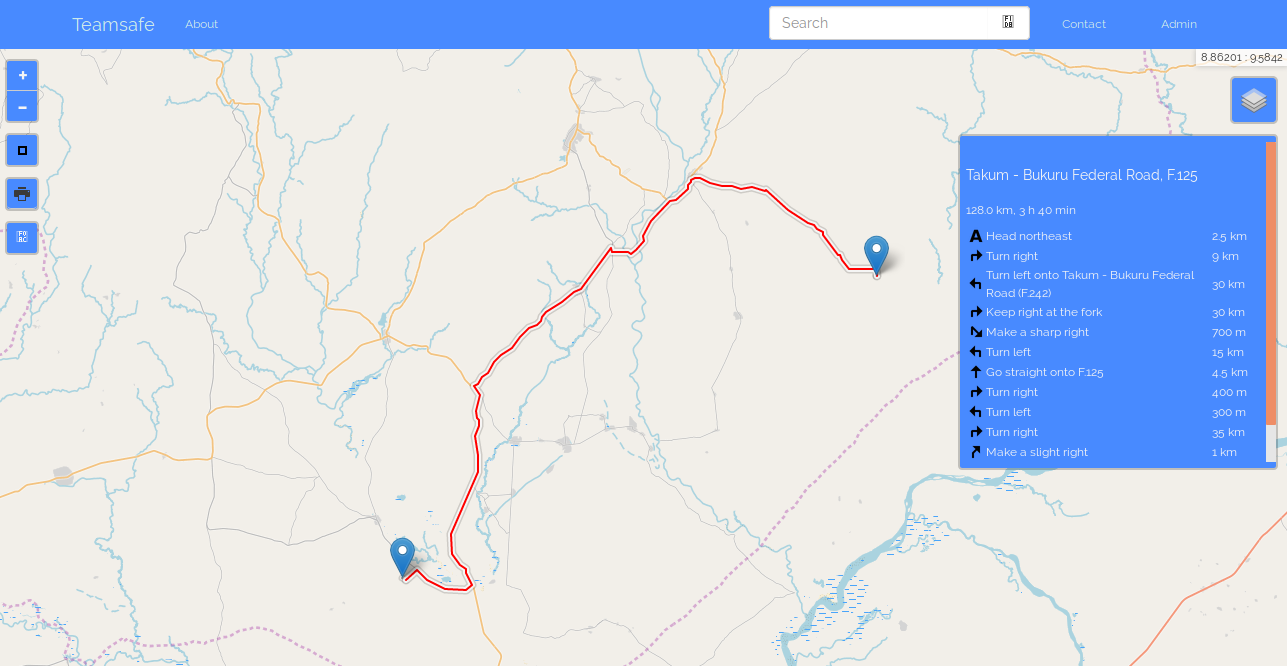 Teamsafe About Search Contact Admin
+
8.86201 : 9.5842
−
Takum - Bukuru Federal Road, F.125
128.0 km, 3 h 40 min
Head northeast 2.5 km
Turn right 9 km
Turn left onto Takum - Bukuru Federal
Road (F.242) 30 km
Keep right at the fork 30 km
Make a sharp right 700 m
Turn left 15 km
Go straight onto F.125 4.5 km
Turn right 400 m
Turn left 300 m
Turn right 35 km
Make a slight right 1 km